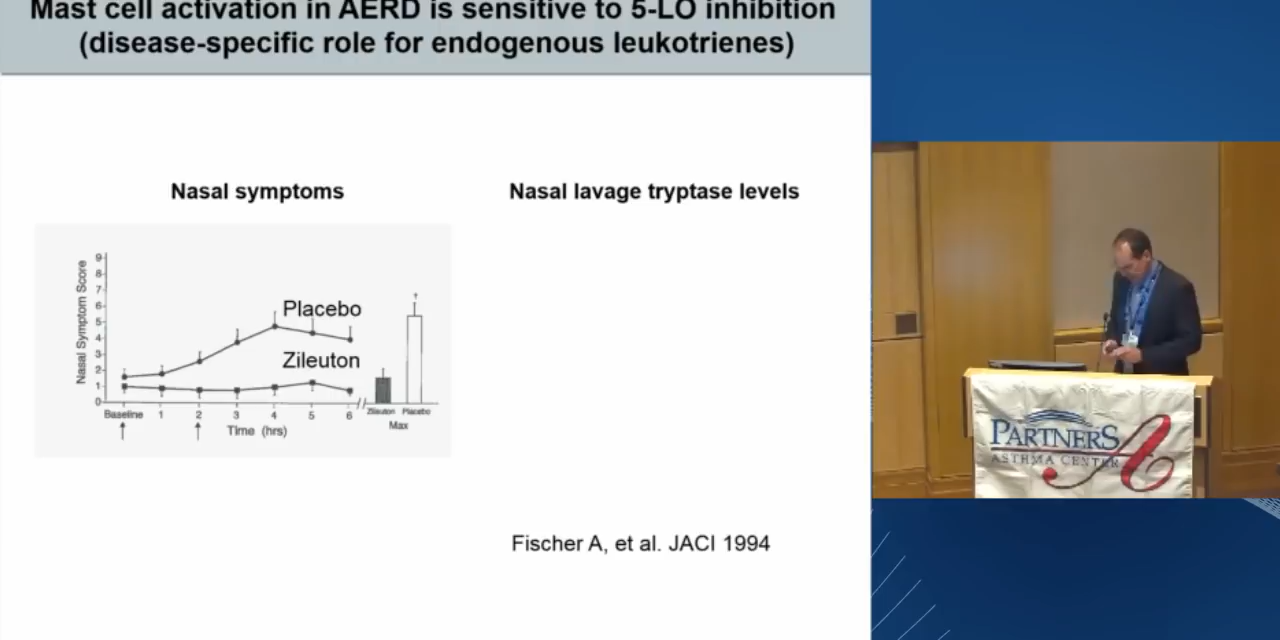 Mast cell activation in AERD is sensitive to 5-LO inhibition
(disease-specific role for endogenous leukotrienes)
Nasal symptoms
Nasal lavage tryptase levels
Nasal Symptom Score
9
8
7
6
5
4
3
2
1
0
Placebo
Zileuton
†
Baseline 1 2 3 4 5 6
Time (hrs)
Zileuton Placebo
Max
Fischer A, et al. JACI 1994
PARTNERS
ASTHMA CENTER